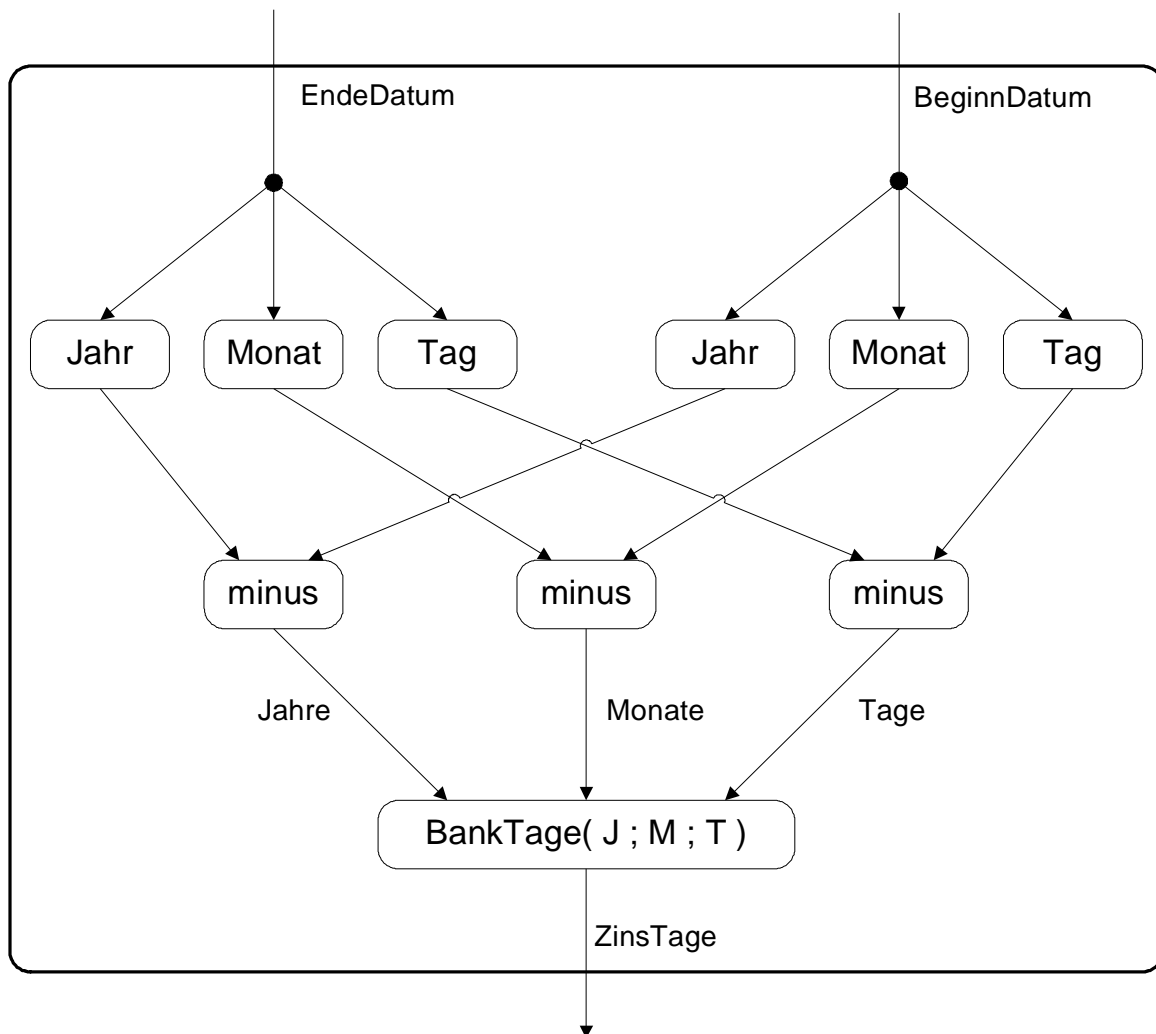 EndeDatum
BeginnDatum
Jahr
Monat
Tag
Jahr
Monat
Tag
minus
minus
minus
Jahre
Monate
Tage
BankTage( J ; M ; T )
ZinsTage